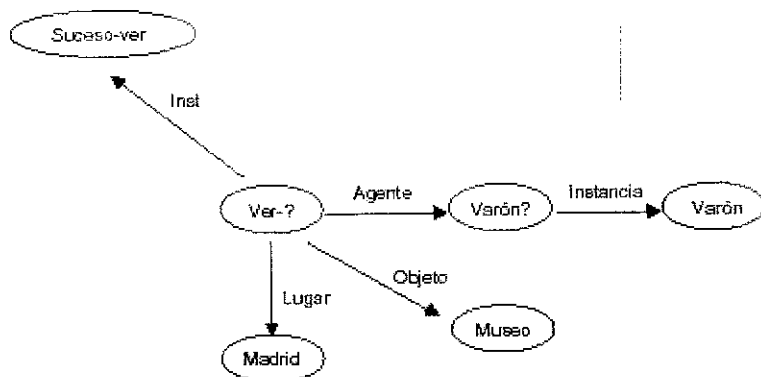 Suceso-ver
Inst
Ver-?
Agente
Varón?
Instancia
Varón
Objeto
Lugar
Museo
Madrid